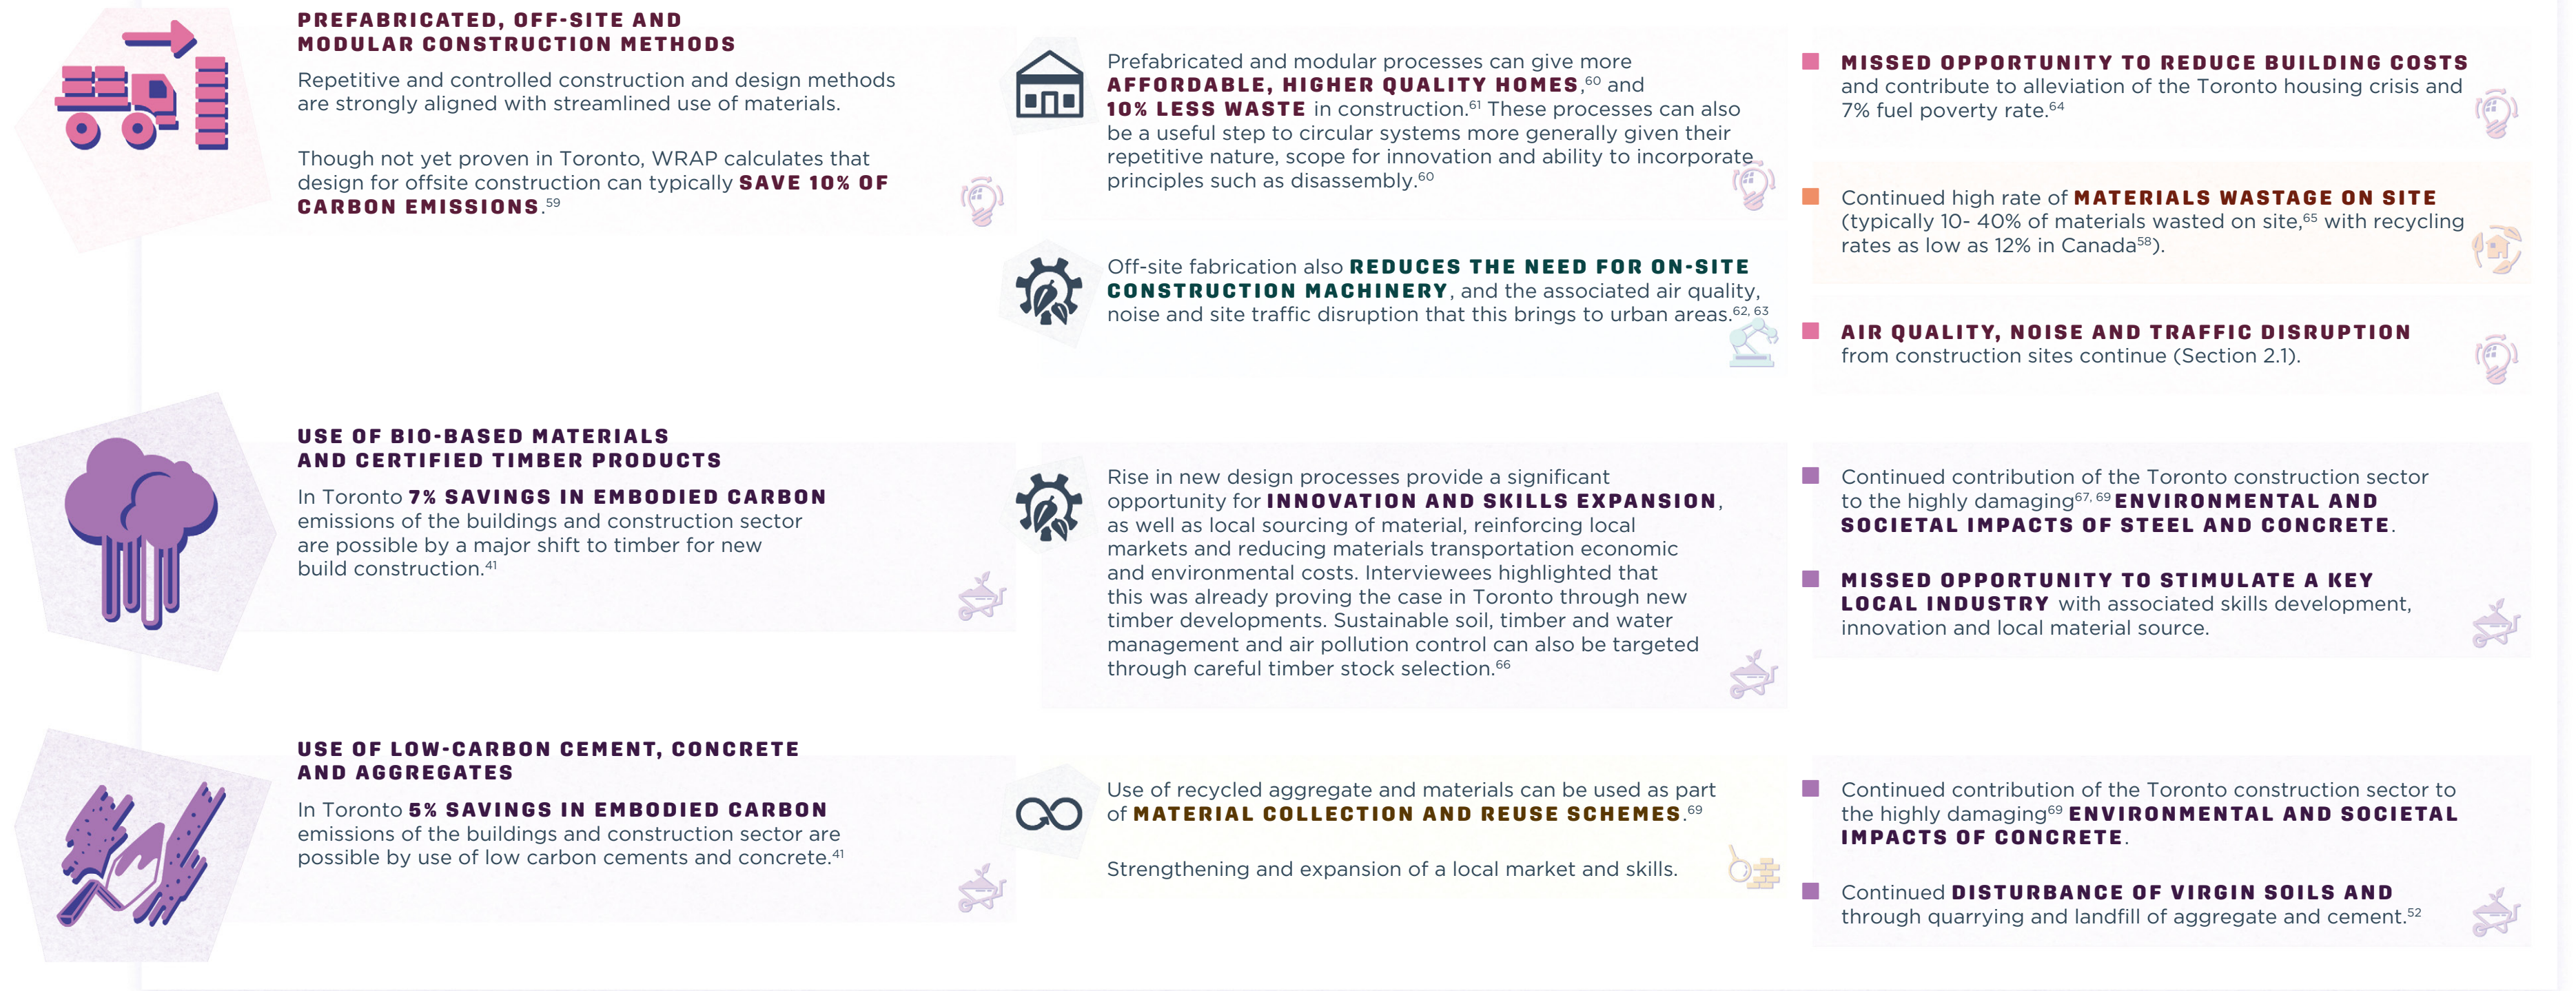 PREFABRICATED, OFF-SITE AND
MODULAR CONSTRUCTION METHODS
Repetitive and controlled construction and design methods
are strongly aligned with streamlined use of materials.
Though not yet proven in Toronto, WRAP calculates that
design for offsite construction can typically SAVE 10% OF
CARBON EMISSIONS.59
Prefabricated and modular processes can give more
AFFORDABLE, HIGHER QUALITY HOMES,60 and
10% LESS WASTE in construction.61 These processes can also
be a useful step to circular systems more generally given their
repetitive nature, scope for innovation and ability to incorporate
principles such as disassembly.60
Off-site fabrication also REDUCES THE NEED FOR ON-SITE
CONSTRUCTION MACHINERY, and the associated air quality,
noise and site traffic disruption that this brings to urban areas.62, 63
MISSED OPPORTUNITY TO REDUCE BUILDING COSTS
and contribute to alleviation of the Toronto housing crisis and
7% fuel poverty rate.64
Continued high rate of MATERIALS WASTAGE ON SITE
(typically 10- 40% of materials wasted on site,65 with recycling
rates as low as 12% in Canada58).
AIR QUALITY, NOISE AND TRAFFIC DISRUPTION
from construction sites continue (Section 2.1).
USE OF BIO-BASED MATERIALS
AND CERTIFIED TIMBER PRODUCTS
In Toronto 7% SAVINGS IN EMBODIED CARBON
emissions of the buildings and construction sector
are possible by a major shift to timber for new
build construction.41
Rise in new design processes provide a significant
opportunity for INNOVATION AND SKILLS EXPANSION,
as well as local sourcing of material, reinforcing local
markets and reducing materials transportation economic
and environmental costs. Interviewees highlighted that
this was already proving the case in Toronto through new
timber developments. Sustainable soil, timber and water
management and air pollution control can also be targeted
through careful timber stock selection.66
Continued contribution of the Toronto construction sector
to the highly damaging67, 69 ENVIRONMENTAL AND
SOCIETAL IMPACTS OF STEEL AND CONCRETE.
MISSED OPPORTUNITY TO STIMULATE A KEY
LOCAL INDUSTRY with associated skills development,
innovation and local material source.
USE OF LOW-CARBON CEMENT, CONCRETE
AND AGGREGATES
In Toronto 5% SAVINGS IN EMBODIED CARBON
emissions of the buildings and construction sector are
possible by use of low carbon cements and concrete.41
Use of recycled aggregate and materials can be used as part
of MATERIAL COLLECTION AND REUSE SCHEMES.69
Strengthening and expansion of a local market and skills.
Continued contribution of the Toronto construction sector to
the highly damaging69 ENVIRONMENTAL AND SOCIETAL
IMPACTS OF CONCRETE.
Continued DISTURBANCE OF VIRGIN SOILS AND
through quarrying and landfill of aggregate and cement.52